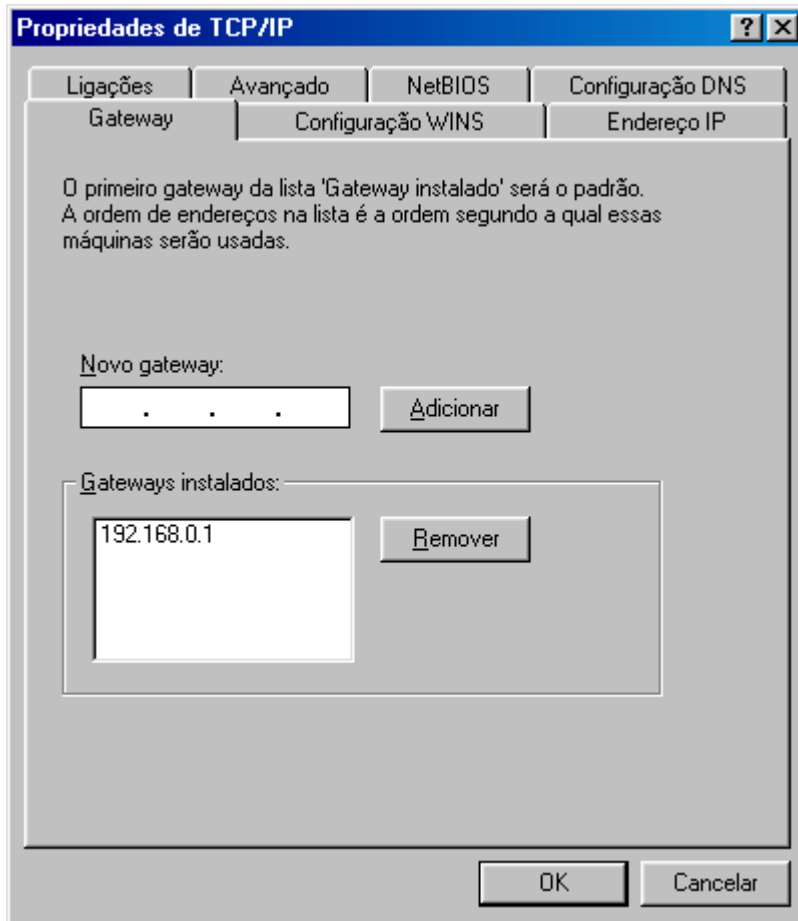 Propriedades de TCP/IP
Ligações
Avançado
NetBIOS
Configuração DNS
Gateway
Configuração WINS
Endereço IP
O primeiro gateway da lista 'Gateway instalado' será o padrão.
A ordem de endereços na lista é a ordem segundo a qual essas
máquinas serão usadas.
Novo gateway:
. . .
Adicionar
Gateways instalados:
192.168.0.1
Remover
OK
Cancelar